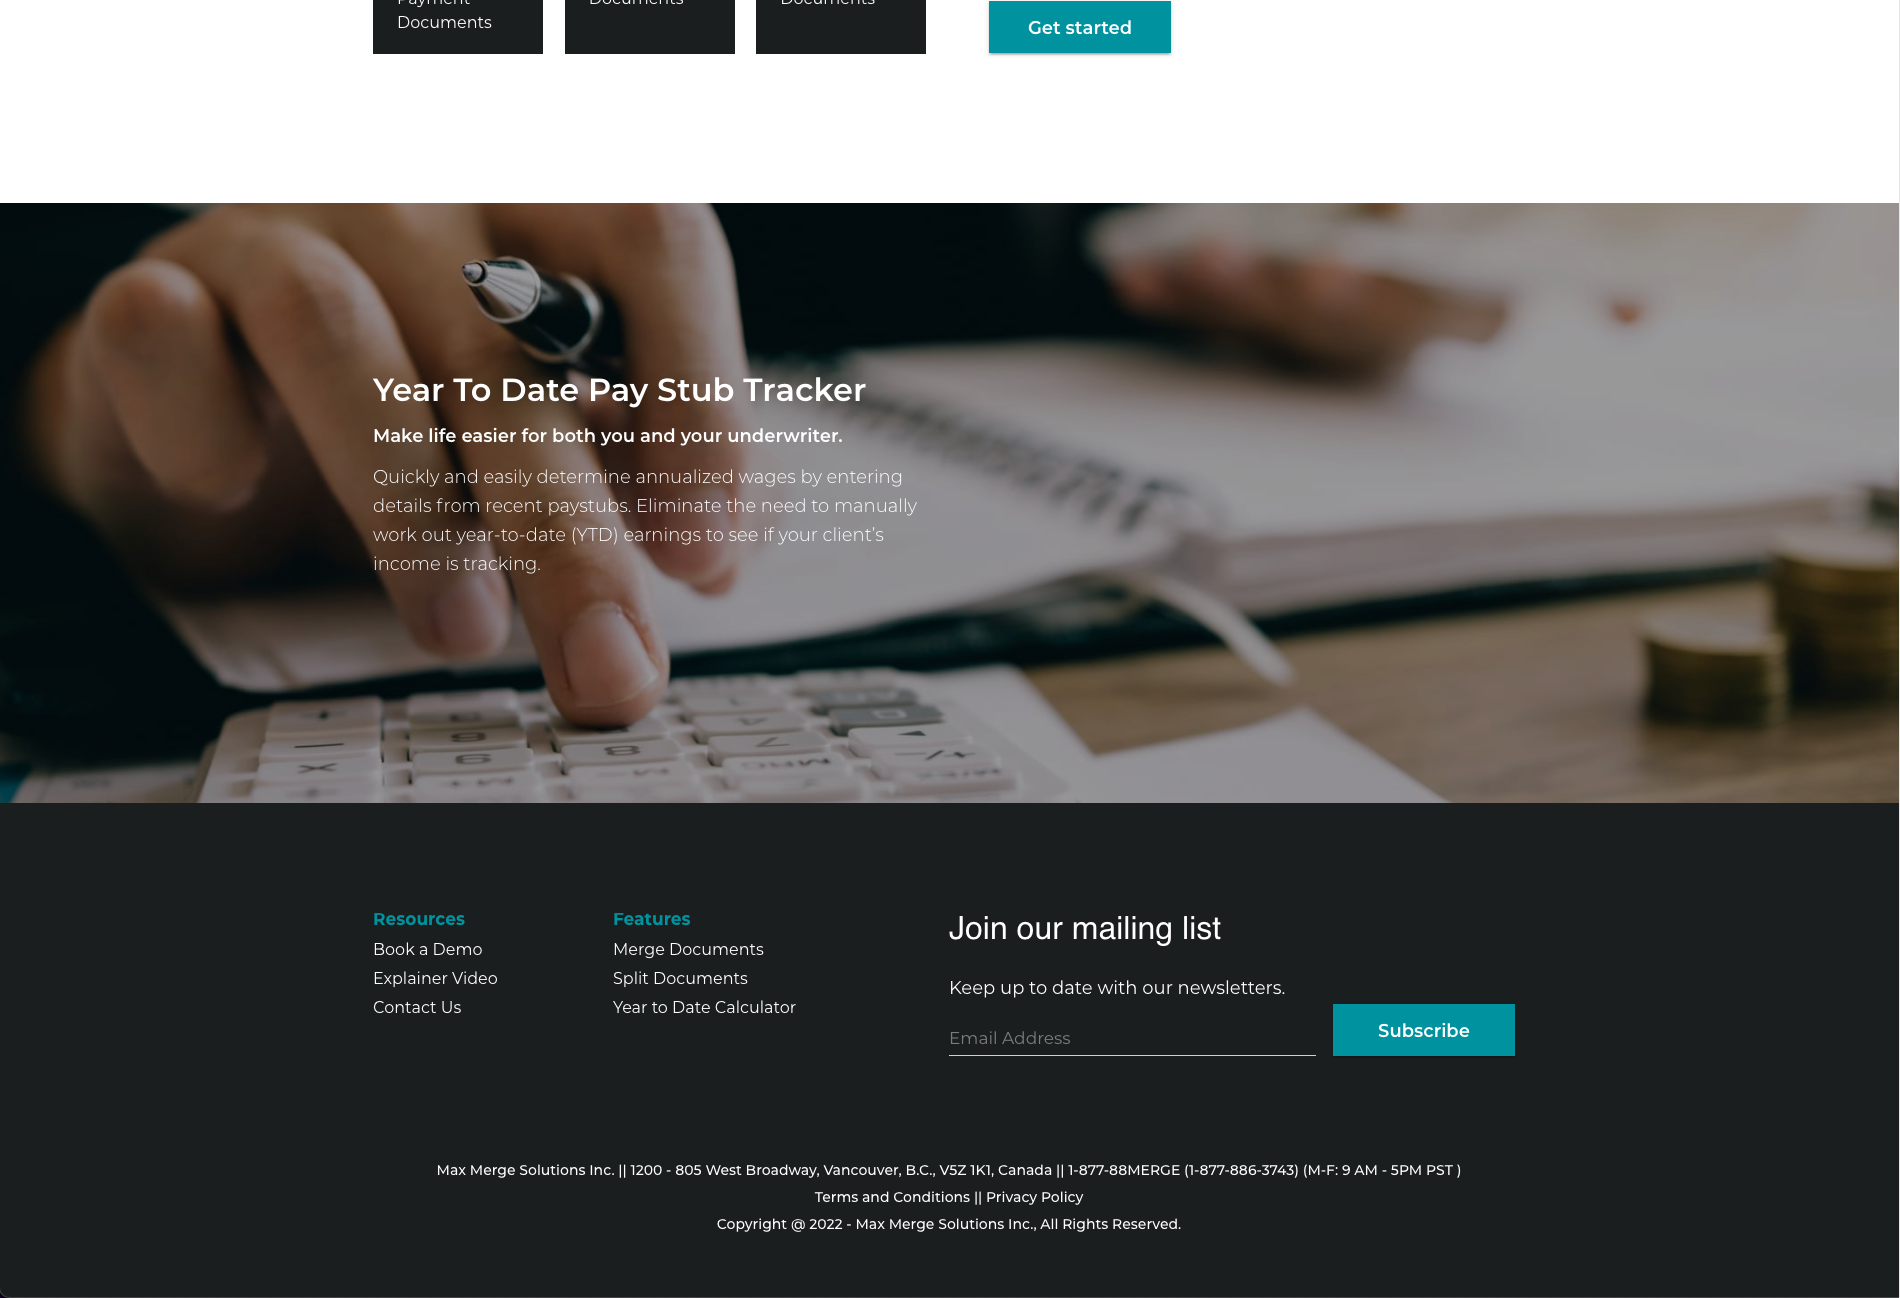 Payment
Documents
Documents
Documents
Get started
Year To Date Pay Stub Tracker
Make life easier for both you and your underwriter.
Quickly and easily determine annualized wages by entering
details from recent paystubs. Eliminate the need to manually
work out year-to-date (YTD) earnings to see if your client's
income is tracking.
Resources
Book a Demo
Explainer Video
Contact Us
Features
Merge Documents
Split Documents
Year to Date Calculator
Join our mailing list
Keep up to date with our newsletters.
Email Address
Subscribe
Max Merge Solutions Inc. || 1200 - 805 West Broadway, Vancouver, B.C., V5Z 1K1, Canada || 1-877-88MERGE (1-877-886-3743) (M-F: 9 AM - 5PM PST )
Terms and Conditions || Privacy Policy
Copyright @ 2022 - Max Merge Solutions Inc., All Rights Reserved.